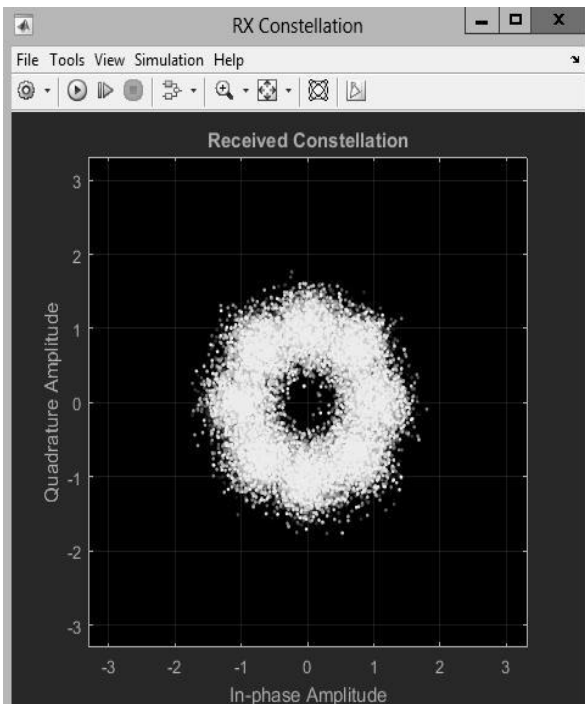 RX Constellation
File Tools View Simulation Help
Received Constellation
3
2
1
0
-1
-2
-3
Quadrature Amplitude
-3 -2 -1 0 1 2 3
In-phase Amplitude